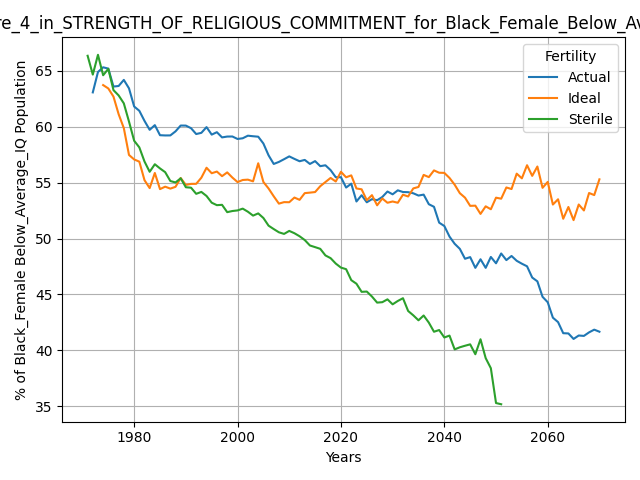 re_4_in_STRENGTH_OF_RELIGIOUS_COMMITMENT_for_Black_Female_Below_Av
% of Black_Female Below_Average_IQ Population
65
60
55
50
45
40
35
Fertility
Actual
Ideal
Sterile
1980
2000
2020
2040
2060
Years